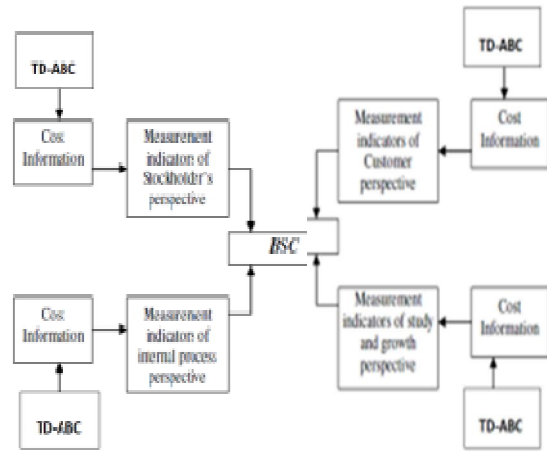 TD-ABC
Cost
Information
Measurement
indicators of
Stockholder's
perspective
TD-ABC
Cost
Information
Measurement
indicators of
Customer
perspective
BSC
Cost
Information
Measurement
indicators of
internal process
perspective
TD-ABC
Measurement
indicators of study
and growth
perspective
Cost
Information
TD-ABC